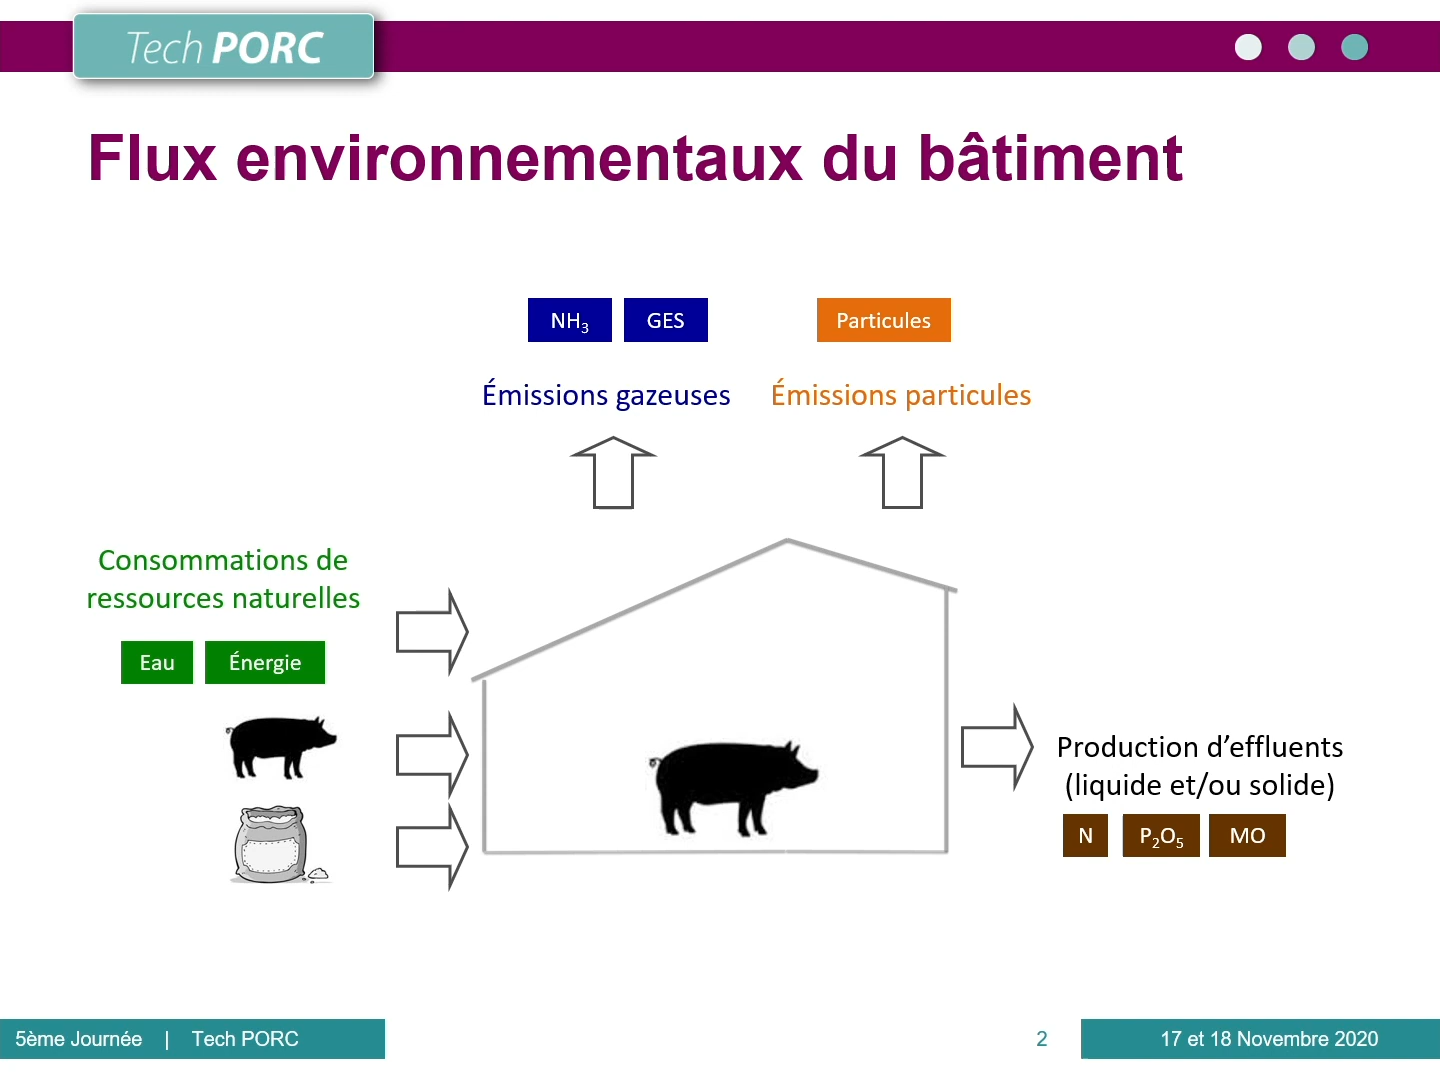 Tech PORC
Flux environnementaux du bâtiment
NH₃ GES Particules
Émissions gazeuses Émissions particules
Consommations de
ressources naturelles
Eau Énergie
Production d’effluents
(liquide et/ou solide)
N P₂O₅ MO
5ème Journée | Tech PORC 2 17 et 18 Novembre 2020